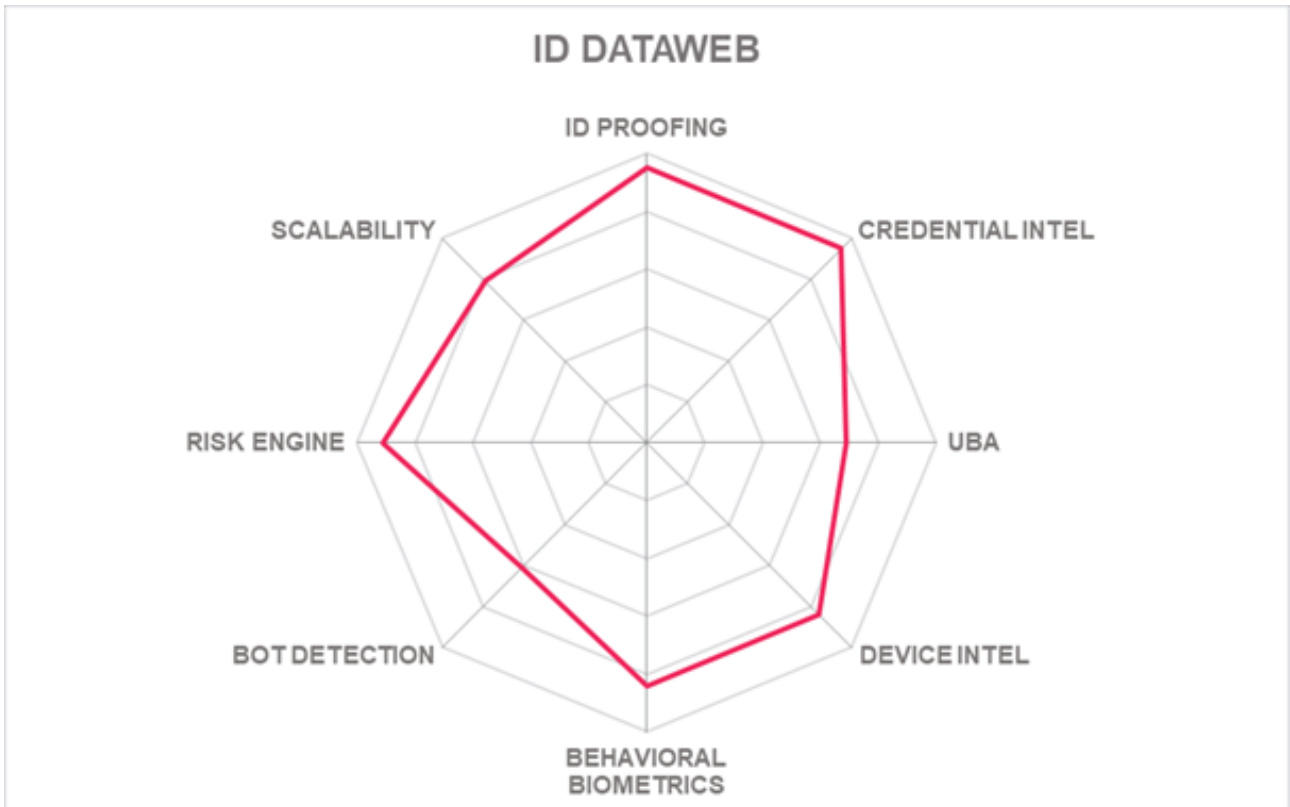 ID DATAWEB
ID PROOFING
SCALABILITY
CREDENTIAL INTEL
RISK ENGINE
UBA
BOT DETECTION
DEVICE INTEL
BEHAVIORAL
BIOMETRICS